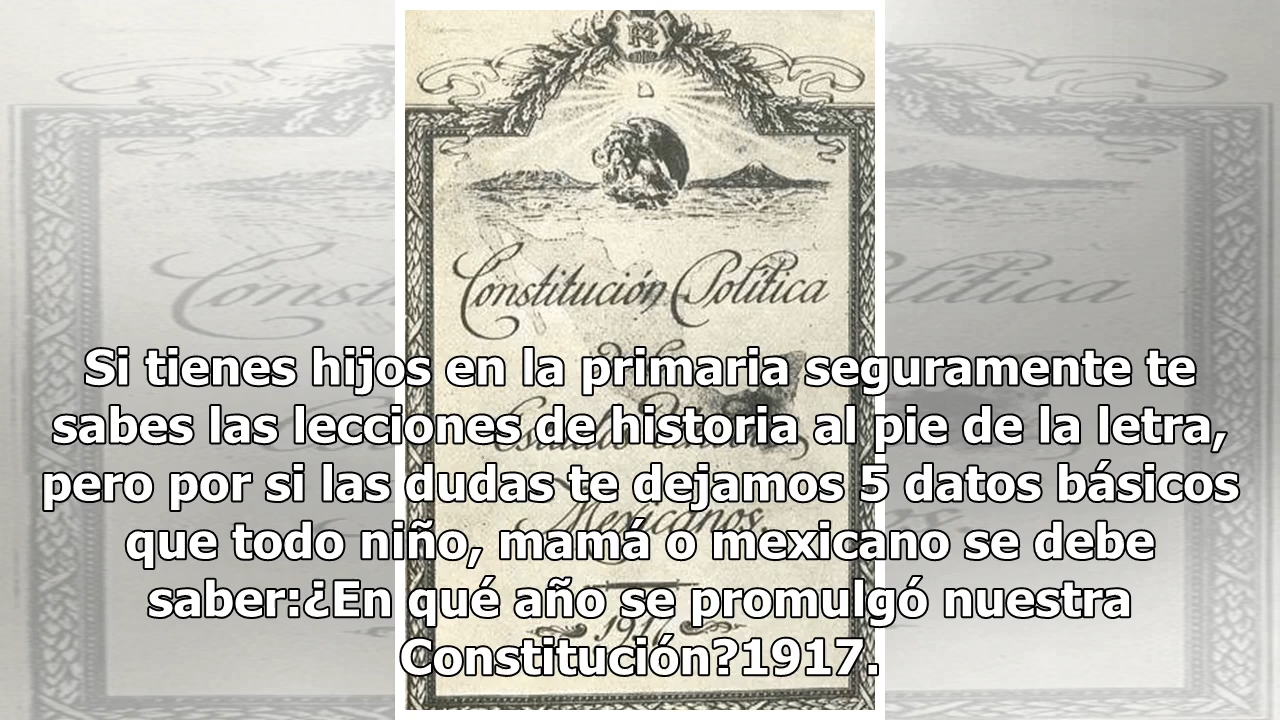 Constitución Política
Si tienes hijos en la primaria seguramente te
sabes las lecciones de historia al pie de la letra,
pero por si las dudas te dejamos 5 datos básicos
que todo niño, mamá o mexicano se debe
Mexicanos.
saber:¿En qué año se promulgó nuestra
1917
Constitución?1917.